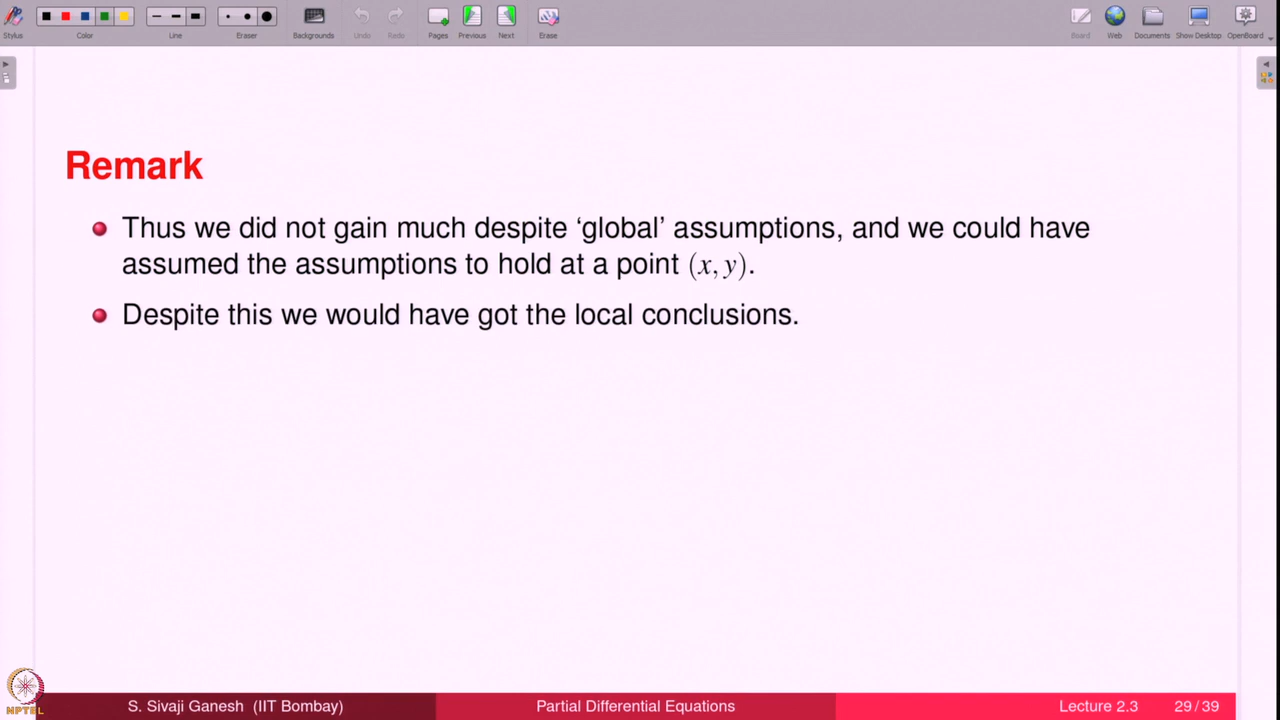 Stylus
Color
Line
Eraser
Backgrounds
Undo
Redo
Pages
Previous
Next
Erase
Board
Web
Documents
Show Desktop
OpenBoard
Remark
Thus we did not gain much despite ‘global’ assumptions, and we could have
assumed the assumptions to hold at a point (x, y).
Despite this we would have got the local conclusions.
NPTEL
S. Sivaji Ganesh (IIT Bombay)
Partial Differential Equations
Lecture 2.3
29 / 39